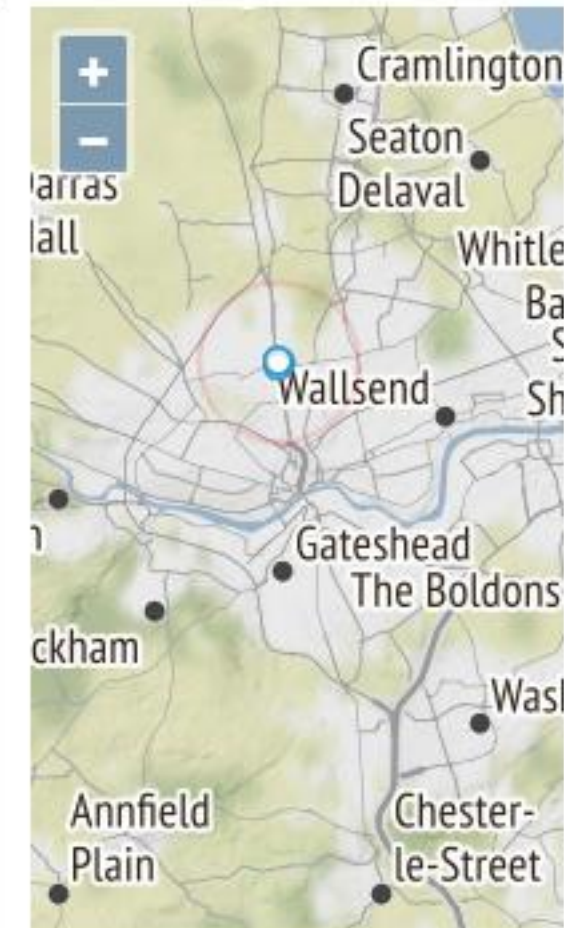 +
Cramlington
−
Seaton
Delaval
arras
all
Whitle
Ba
S
Wallsend
Sh
Gateshead
The Boldons
ckham
Was
Annfield
Plain
Chester-
le-Street